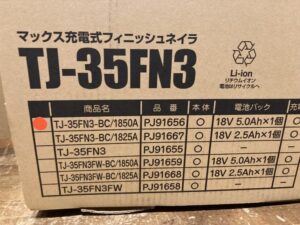 マックス充電式フィニッシュネイラ
TJ-35FN3
Li-ion
リチウムイオン
電池はリサイクルへ
商品名 品番 本体 電池パック
TJ-35FN3-BC/1850A PJ91656 ○ 18V 5.0Ah×1個
TJ-35FN3-BC/1825A PJ91667 ○ 18V 2.5Ah×1個
TJ-35FN3 PJ91655 ○ −
TJ-35FN3FW-BC/1850A PJ91659 ○ 18V 5.0Ah×1個
TJ-35FN3FW-BC/1825A PJ91668 ○ 18V 2.5Ah×1個
TJ-35FN3FW PJ91658 ○ −